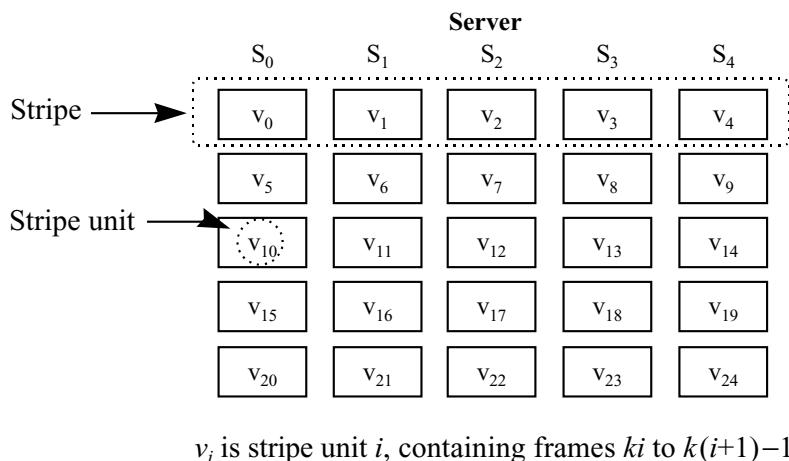 Server
S₀ S₁ S₂ S₃ S₄
Stripe v₀ v₁ v₂ v₃ v₄
v₅ v₆ v₇ v₈ v₉
Stripe unit v₁₀ v₁₁ v₁₂ v₁₃ v₁₄
v₁₅ v₁₆ v₁₇ v₁₈ v₁₉
v₂₀ v₂₁ v₂₂ v₂₃ v₂₄
vᵢ is stripe unit i, containing frames ki to k(i+1)−1